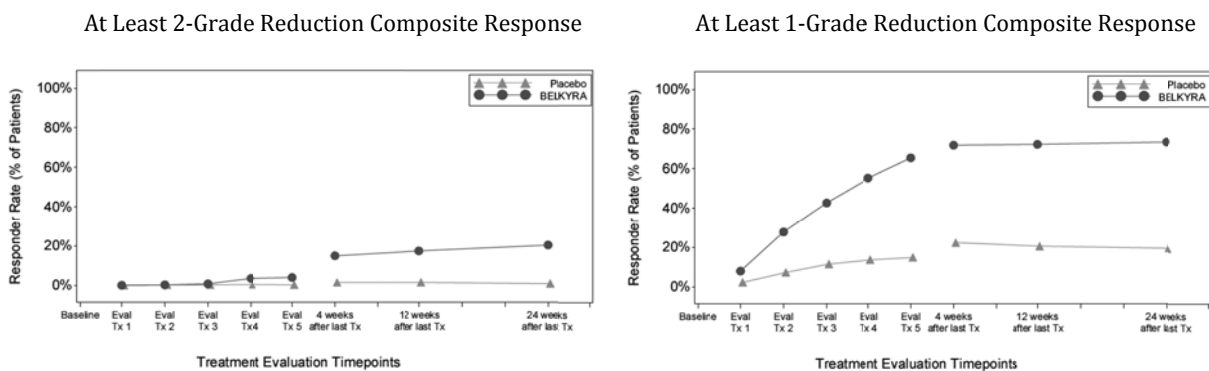 At Least 2-Grade Reduction Composite Response
Placebo
BELKYRA
Responder Rate (% of Patients)
100%
80%
60%
40%
20%
0%
Baseline Eval Tx 1 Eval Tx 2 Eval Tx 3 Eval Tx4 Eval Tx 5 4 weeks after last Tx 12 weeks after last Tx 24 weeks after last Tx
Treatment Evaluation Timepoints
At Least 1-Grade Reduction Composite Response
Placebo
BELKYRA
Responder Rate (% of Patients)
100%
80%
60%
40%
20%
0%
Baseline Eval Tx 1 Eval Tx 2 Eval Tx 3 Eval Tx 4 Eval Tx 5 4 weeks after last Tx 12 weeks after last Tx 24 weeks after last Tx
Treatment Evaluation Timepoints